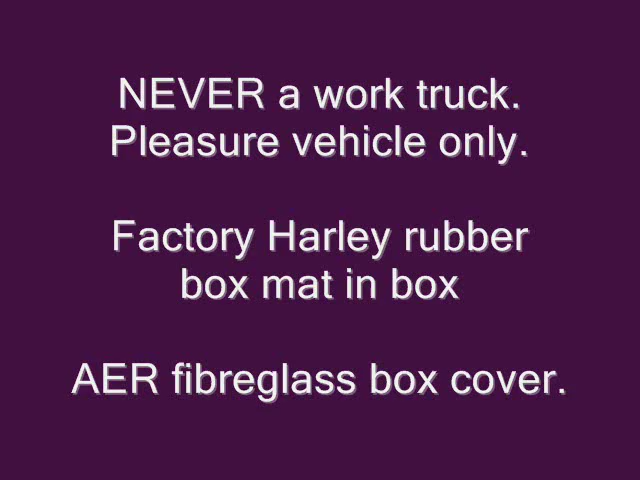 NEVER a work truck.
Pleasure vehicle only.
Factory Harley rubber
box mat in box
AER fibreglass box cover.